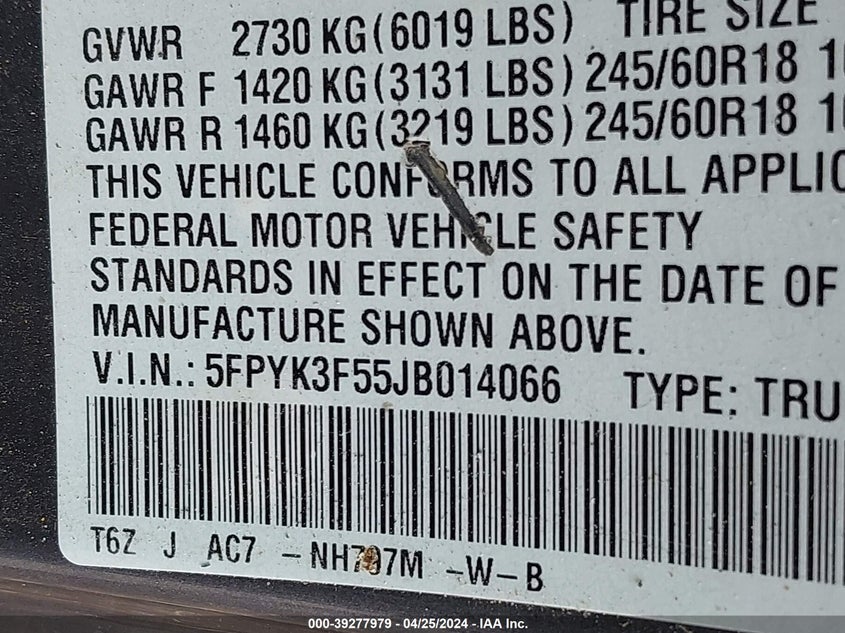 GVWR 2730 KG (6019 LBS) TIRE SIZE
GAWR F 1420 KG (3131 LBS) 245/60R18
GAWR R 1460 KG (3219 LBS) 245/60R18
THIS VEHICLE CONFORMS TO ALL
FEDERAL MOTOR VEHICLE SAFETY
STANDARDS IN EFFECT ON THE DATE OF
MANUFACTURE SHOWN ABOVE.
V.I.N.: 5FPYK3F55JB014066 TYPE: TRU
T6Z J AC7 -NH797M -W-B
000-39277979 - 04/25/2024 - IAA Inc.